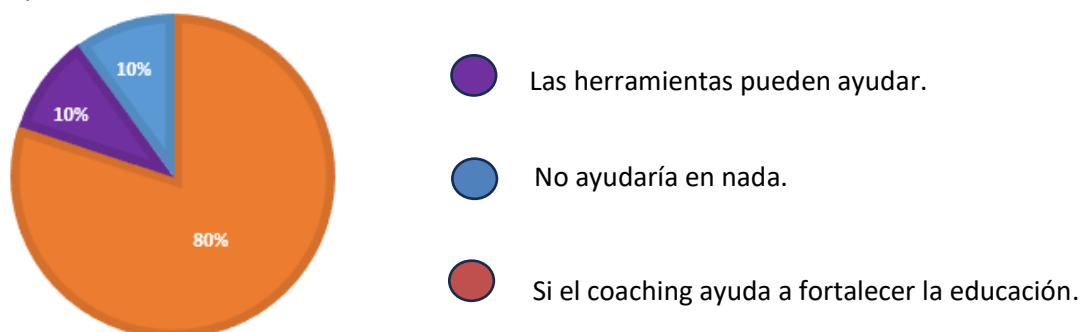 10%
10%
80%
Las herramientas pueden ayudar.
No ayudaría en nada.
Si el coaching ayuda a fortalecer la educación.